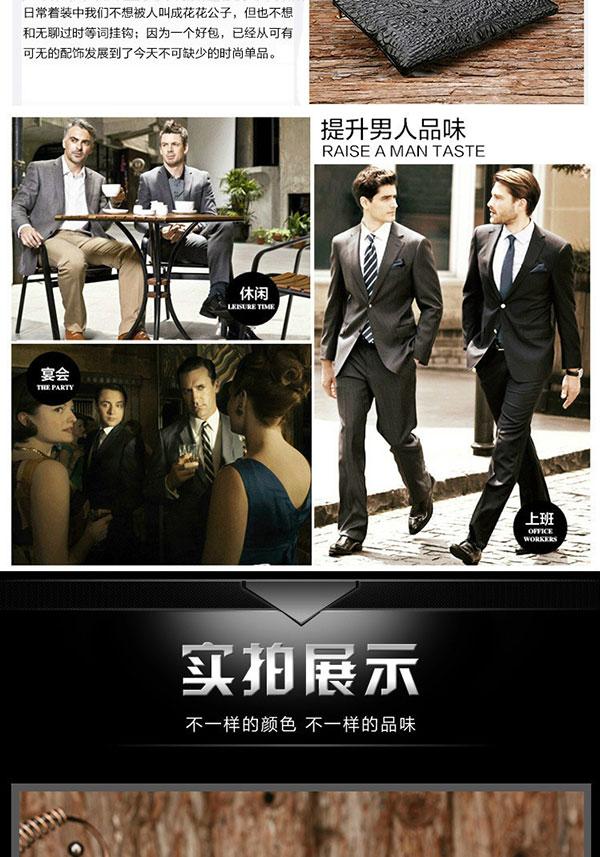 日常着装中我们不想被人叫成花花公子，但也不想
和无聊过时等词挂钩；因为一个好包，已经从可有
可无的配饰发展到了今天不可缺少的时尚单品。
提升男人品味
RAISE A MAN TASTE
休闲
LEISURE TIME
宴会
THE PARTY
上班
OFFICE
WORKERS
实拍展示
不一样的颜色 不一样的品味